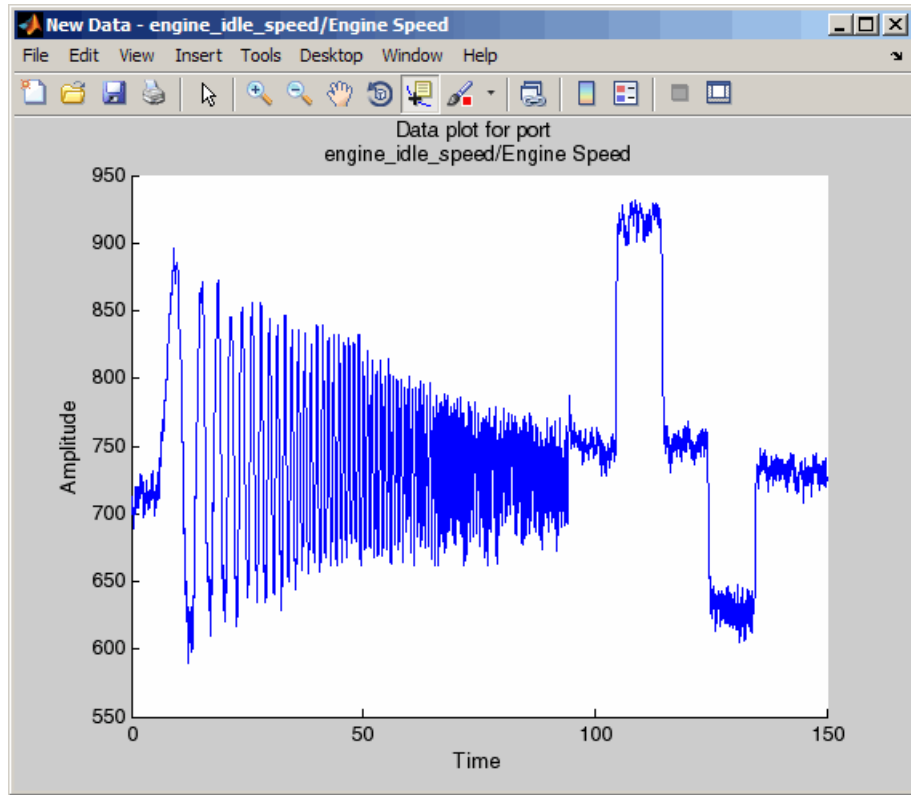 New Data - engine_idle_speed/Engine Speed
File Edit View Insert Tools Desktop Window Help
Data plot for port
engine_idle_speed/Engine Speed
950
900
850
800
750
700
650
600
550
Amplitude
0 50 100 150
Time